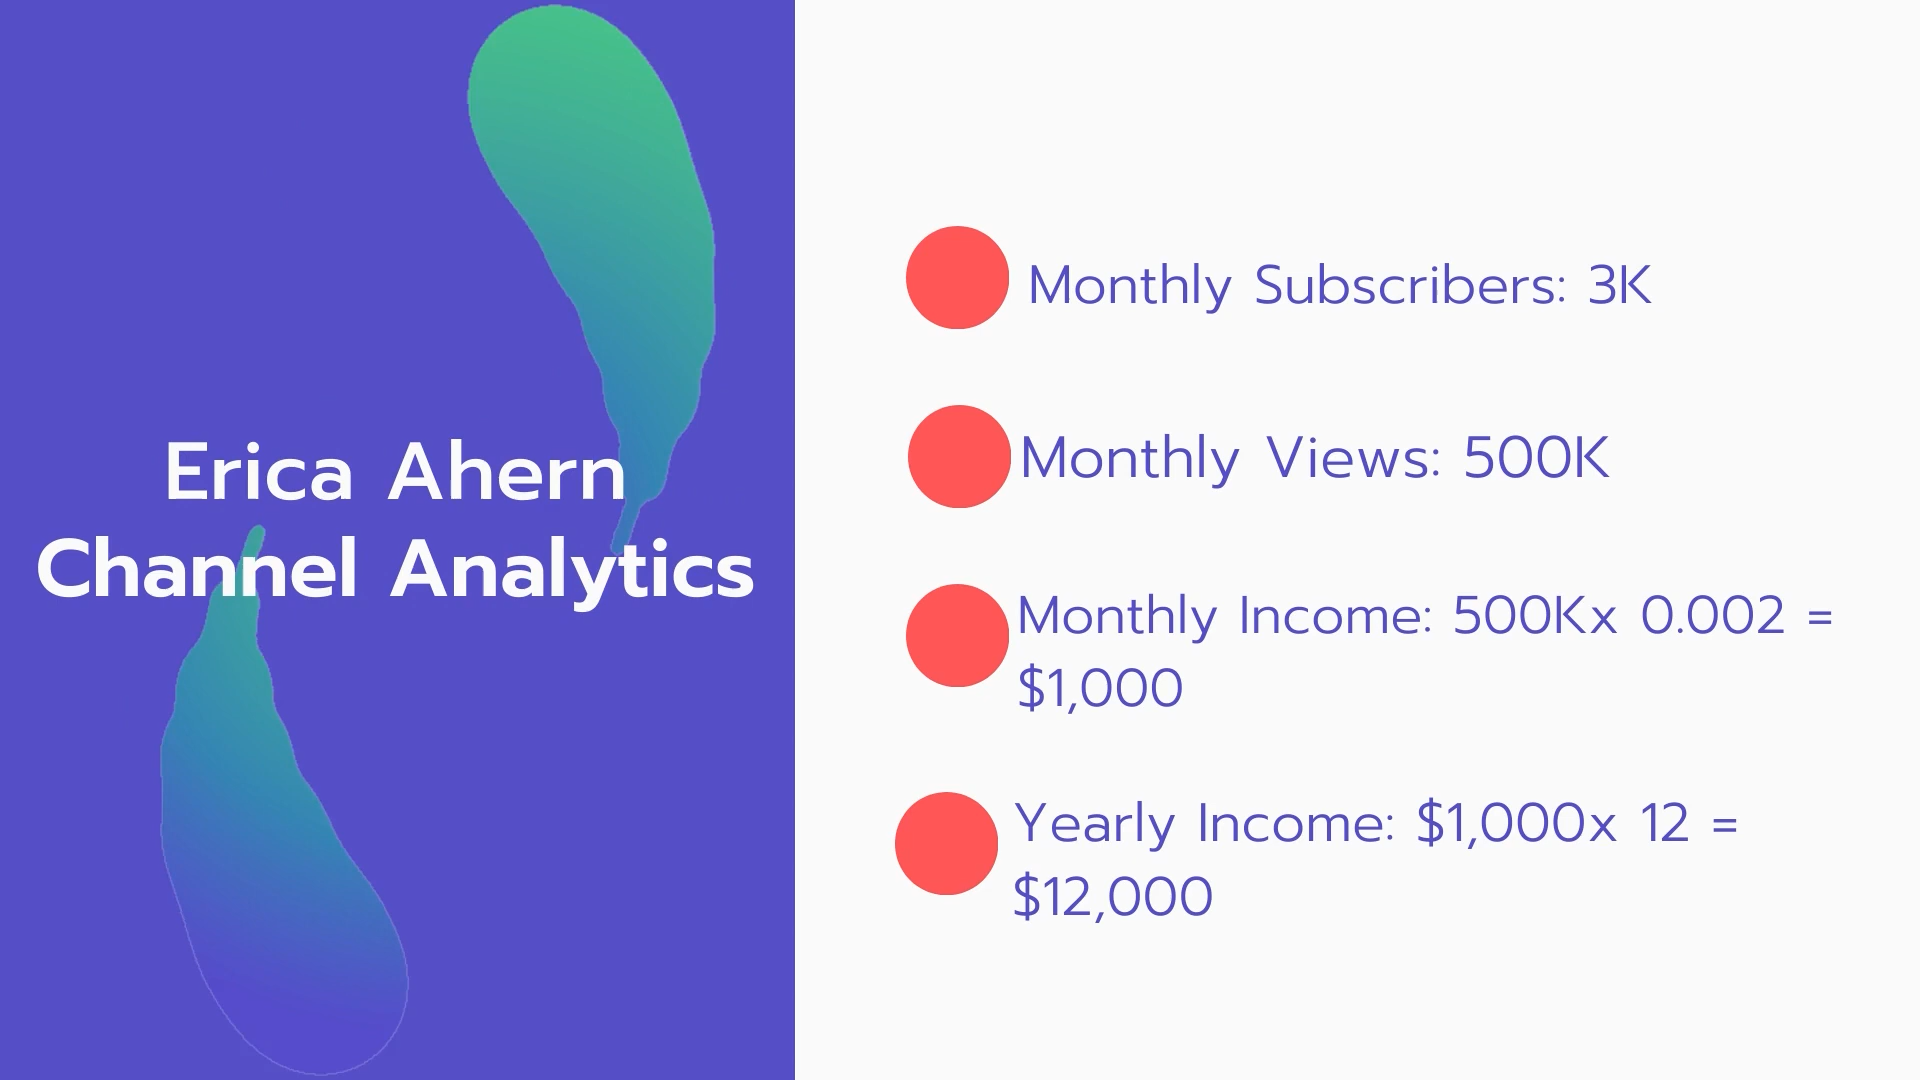 Erica Ahern
Channel Analytics
Monthly Subscribers: 3K
Monthly Views: 500K
Monthly Income: 500Kx 0.002 =
$1,000
Yearly Income: $1,000x 12 =
$12,000